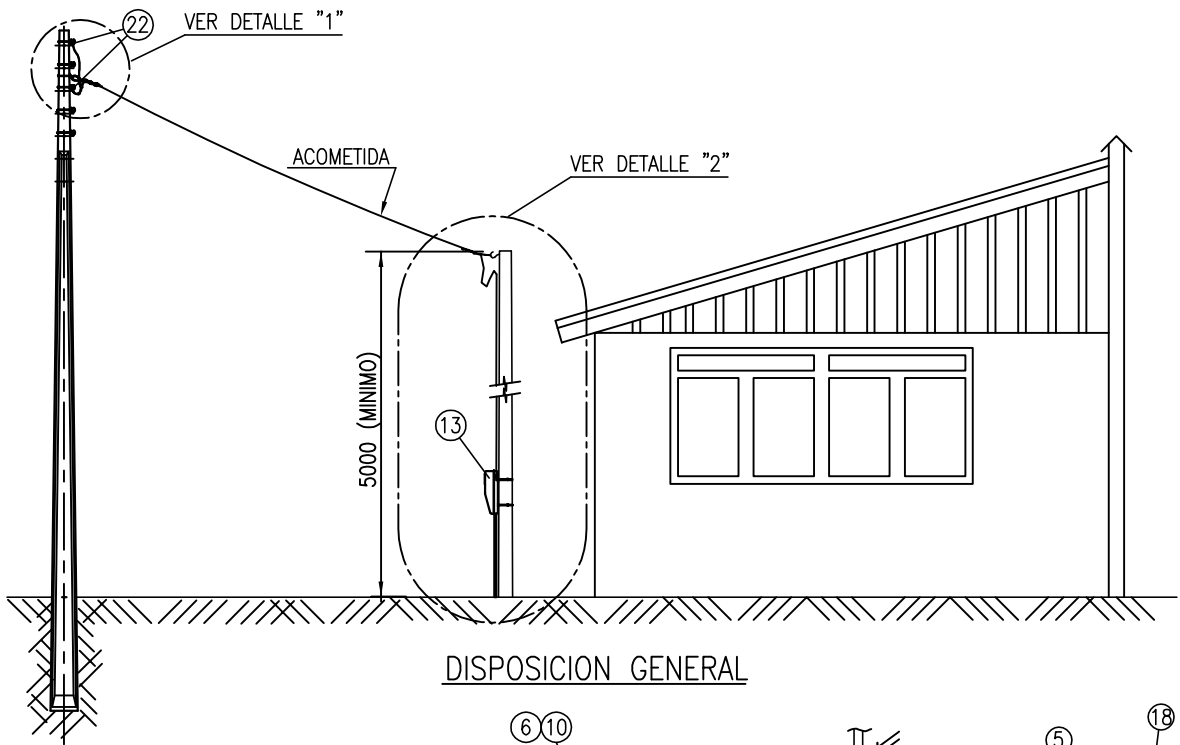 22
VER DETALLE "1"
ACOMETIDA
VER DETALLE "2"
5000 (MINIMO)
13
DISPOSICION GENERAL
6 10
5
18